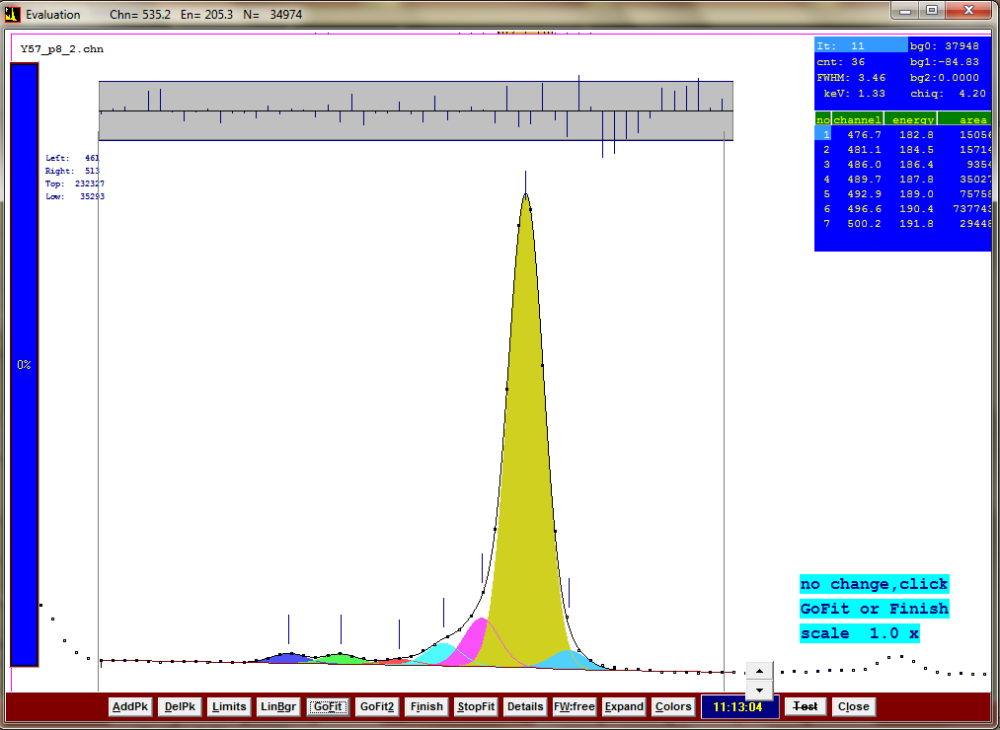 Evaluation Chn= 535.2 En= 205.3 N= 34974
Y57_p8_2.chn
It: 11 bg0: 37948
cnt: 36 bg1:-84.83
FWHM: 3.46 bg2:0.0000
keV: 1.33 chiq: 4.20
no channel energy area
1 476.7 182.8 15056
2 481.1 184.5 15714
3 486.0 186.4 9354
4 489.7 187.8 35027
5 492.9 189.0 75758
6 496.6 190.4 737743
7 500.2 191.8 29448
Left: 461
Right: 513
Top: 232327
Low: 35293
0%
no change,click
GoFit or Finish
scale 1.0 x
AddPk DelPk Limits LinBgr GoFit GoFit2 Finish StopFit Details FW:free Expand Colors 11:13:04 Test Close